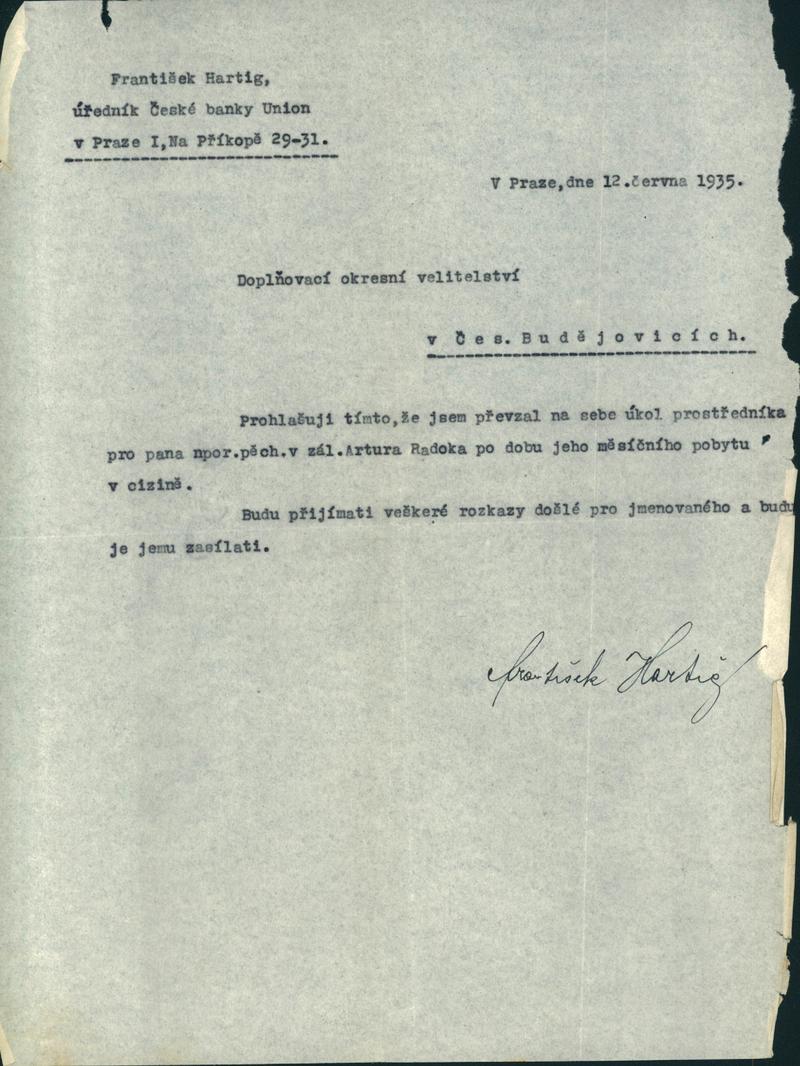 František Hartig,
úředník České banky Union
v Praze I,Na Příkopě 29-31.
V Praze,dne 12.června 1935.
Doplňovací okresní velitelství
v Čes. Budějovicích.
Prohlašuji tímto,že jsem převzal na sebe úkol prostředníka
pro pana npor.pěch.v zál.Artura Radoka po dobu jeho měsíčního pobytu
v cizině.
Budu přijímati veškeré rozkazy došlé pro jmenovaného a budu
je jemu zasílati.
František Hartig